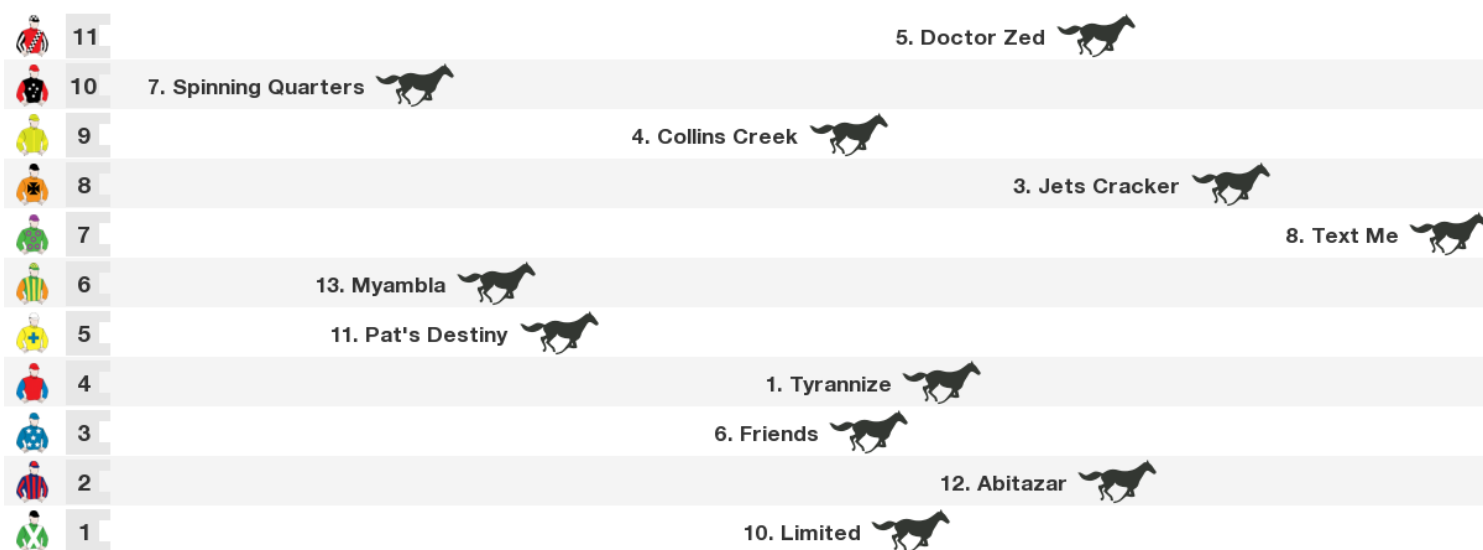 11 5. Doctor Zed
10 7. Spinning Quarters
9 4. Collins Creek
8 3. Jets Cracker
7 8. Text Me
6 13. Myambla
5 11. Pat's Destiny
4 1. Tyrannize
3 6. Friends
2 12. Abitazar
1 10. Limited